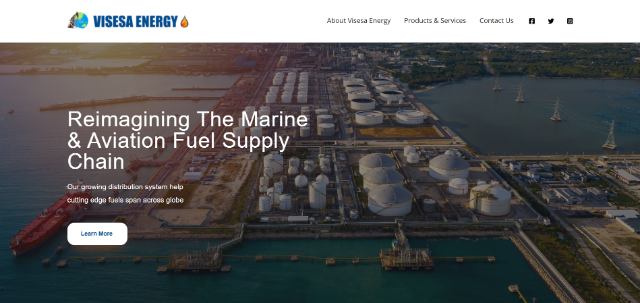 VISESA ENERGY
About Visesa Energy Products & Services Contact Us
Reimagining The Marine
& Aviation Fuel Supply
Chain
Our growing distribution system help
cutting edge fuels span across globe
Learn More